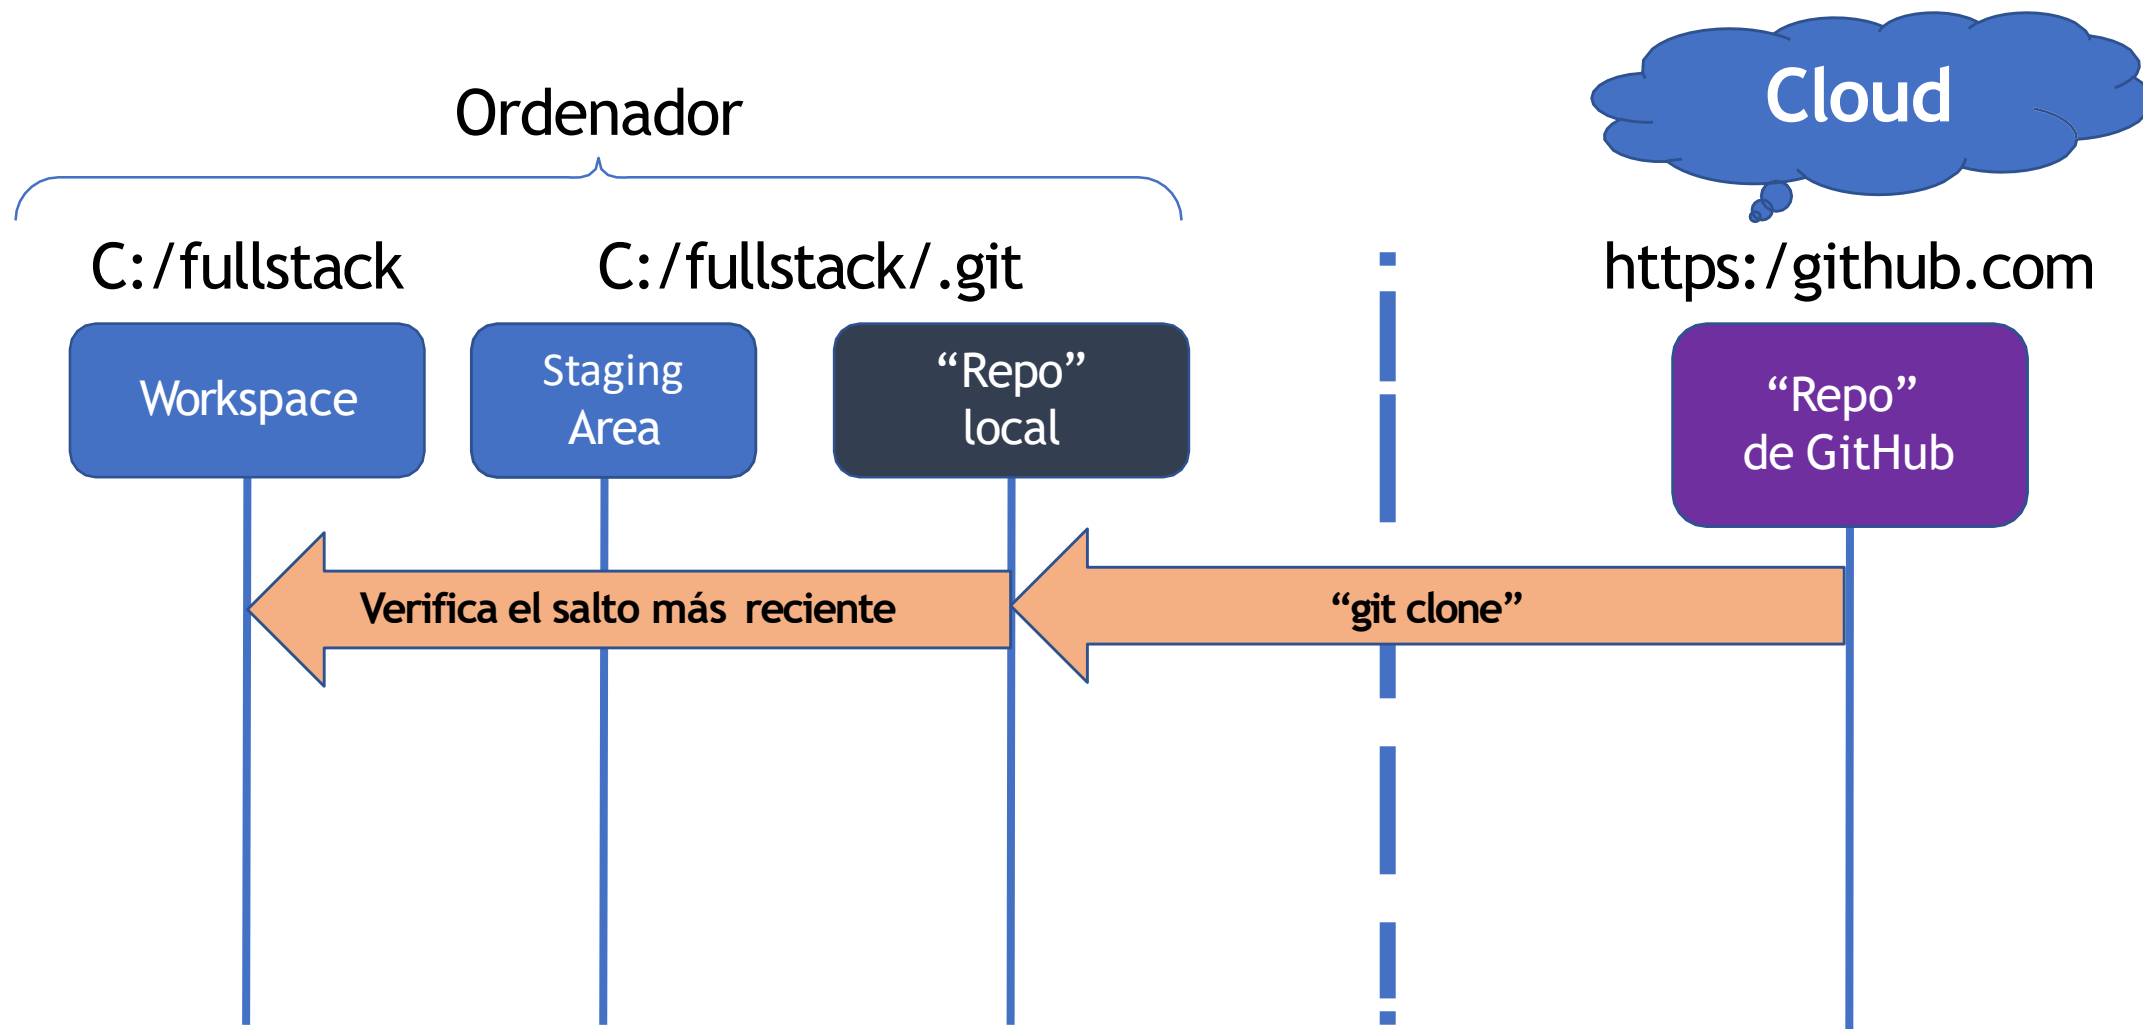 Cloud
Ordenador
C:/fullstack
C:/fullstack/.git
https:/github.com
Workspace
Staging
Area
“Repo”
local
“Repo”
de GitHub
Verifica el salto más reciente
“git clone”